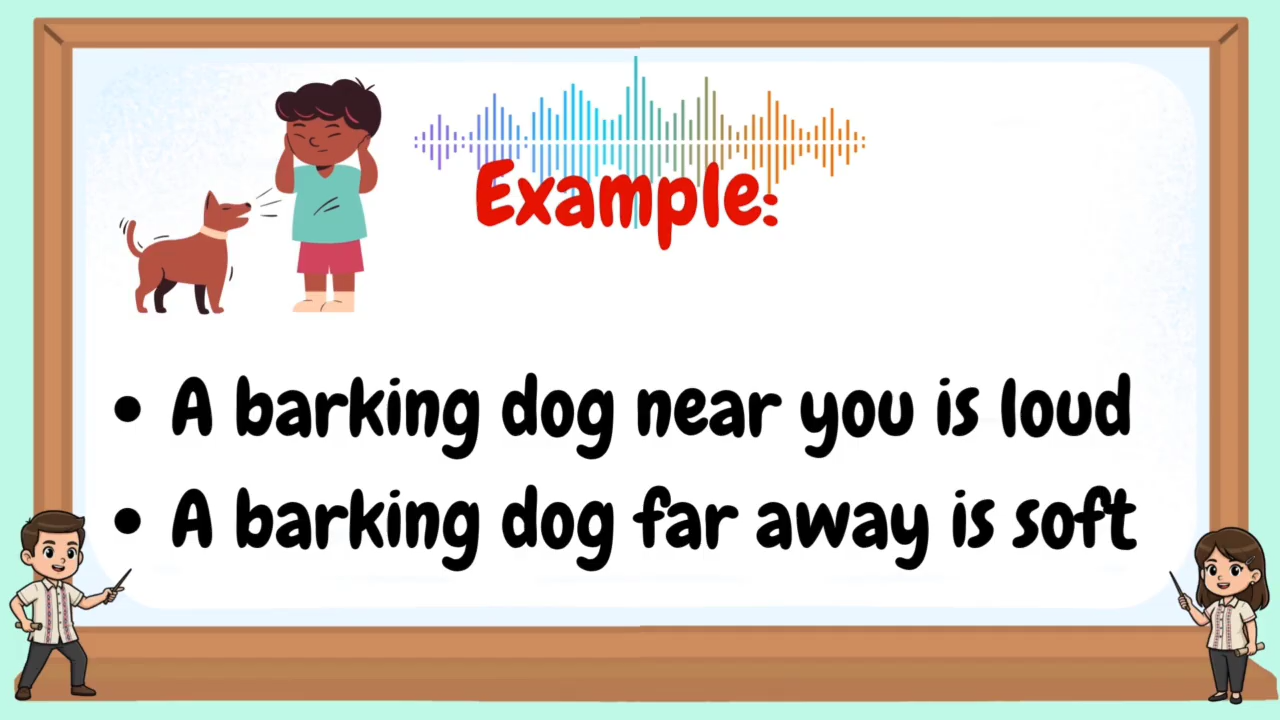 Example:
• A barking dog near you is loud
• A barking dog far away is soft